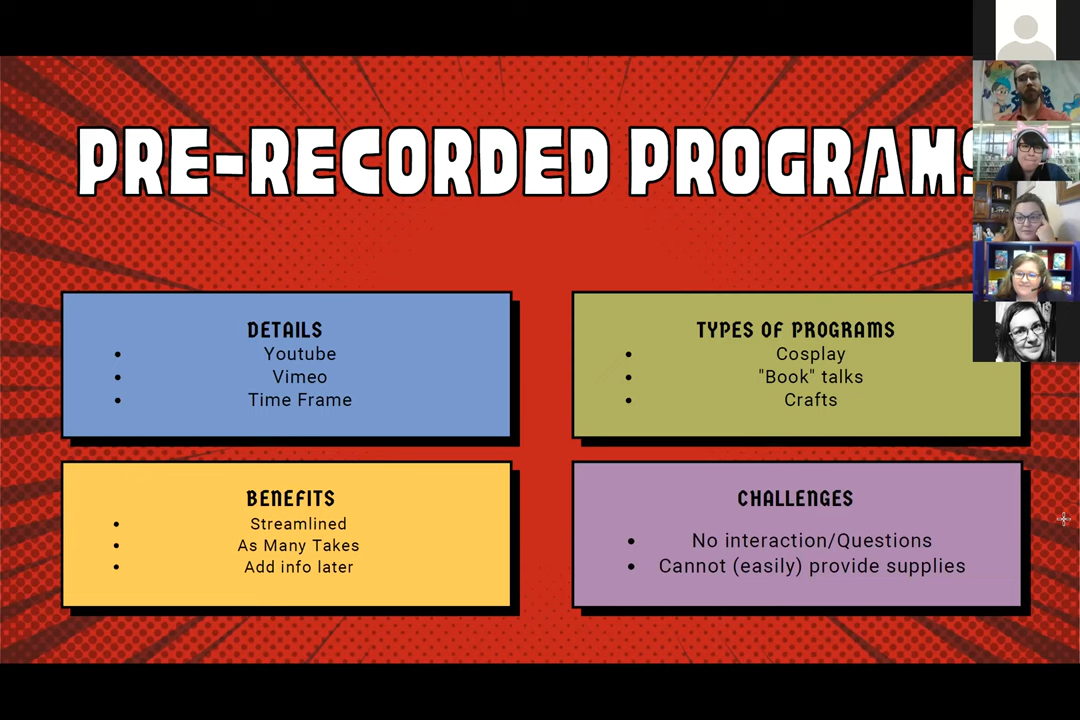 PRE-RECORDED PROGRAMS
DETAILS
• Youtube
• Vimeo
• Time Frame
TYPES OF PROGRAMS
• Cosplay
• "Book" talks
• Crafts
BENEFITS
• Streamlined
• As Many Takes
• Add info later
CHALLENGES
• No interaction/Questions
• Cannot (easily) provide supplies